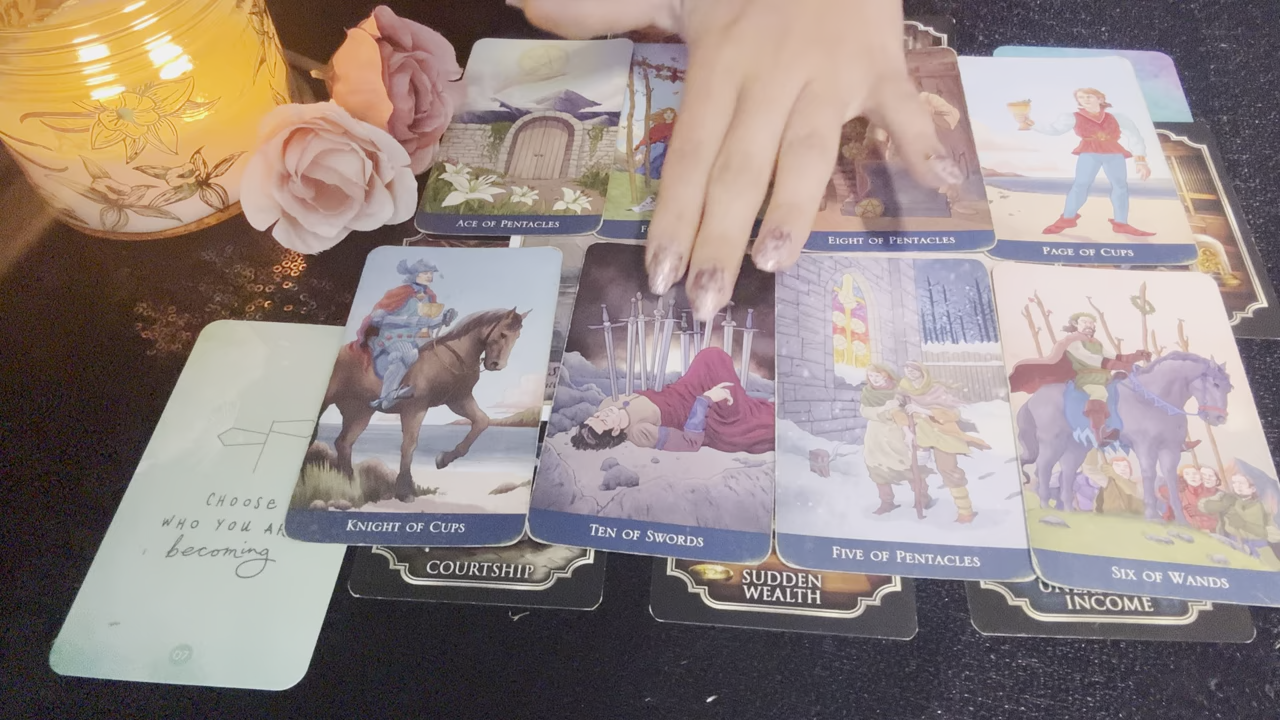 ACE OF PENTACLES
EIGHT OF PENTACLES
PAGE OF CUPS
KNIGHT OF CUPS
TEN OF SWORDS
FIVE OF PENTACLES
SIX OF WANDS
CHOOSE
WHO YOU
becoming
07
COURTSHIP
SUDDEN
WEALTH
INCOME